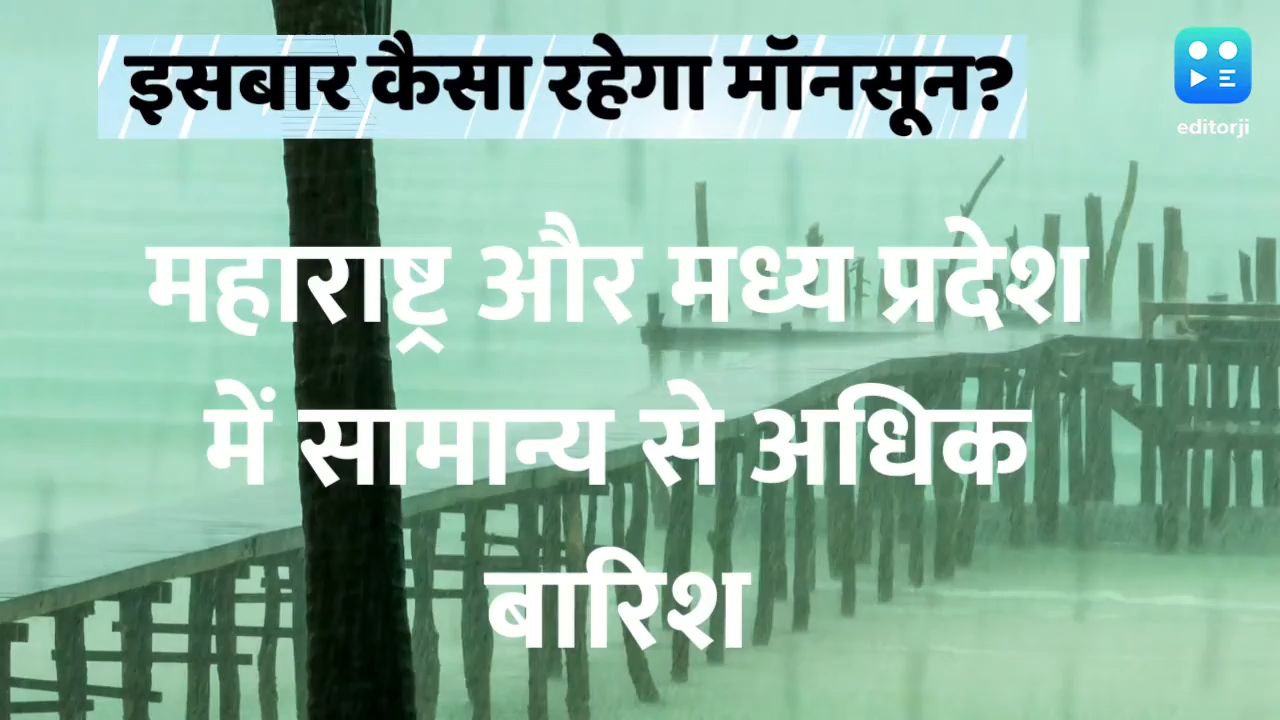 इसबार कैसा रहेगा मॉनसून?
editorji
महाराष्ट्र और मध्य प्रदेश
में सामान्य से अधिक
बारिश